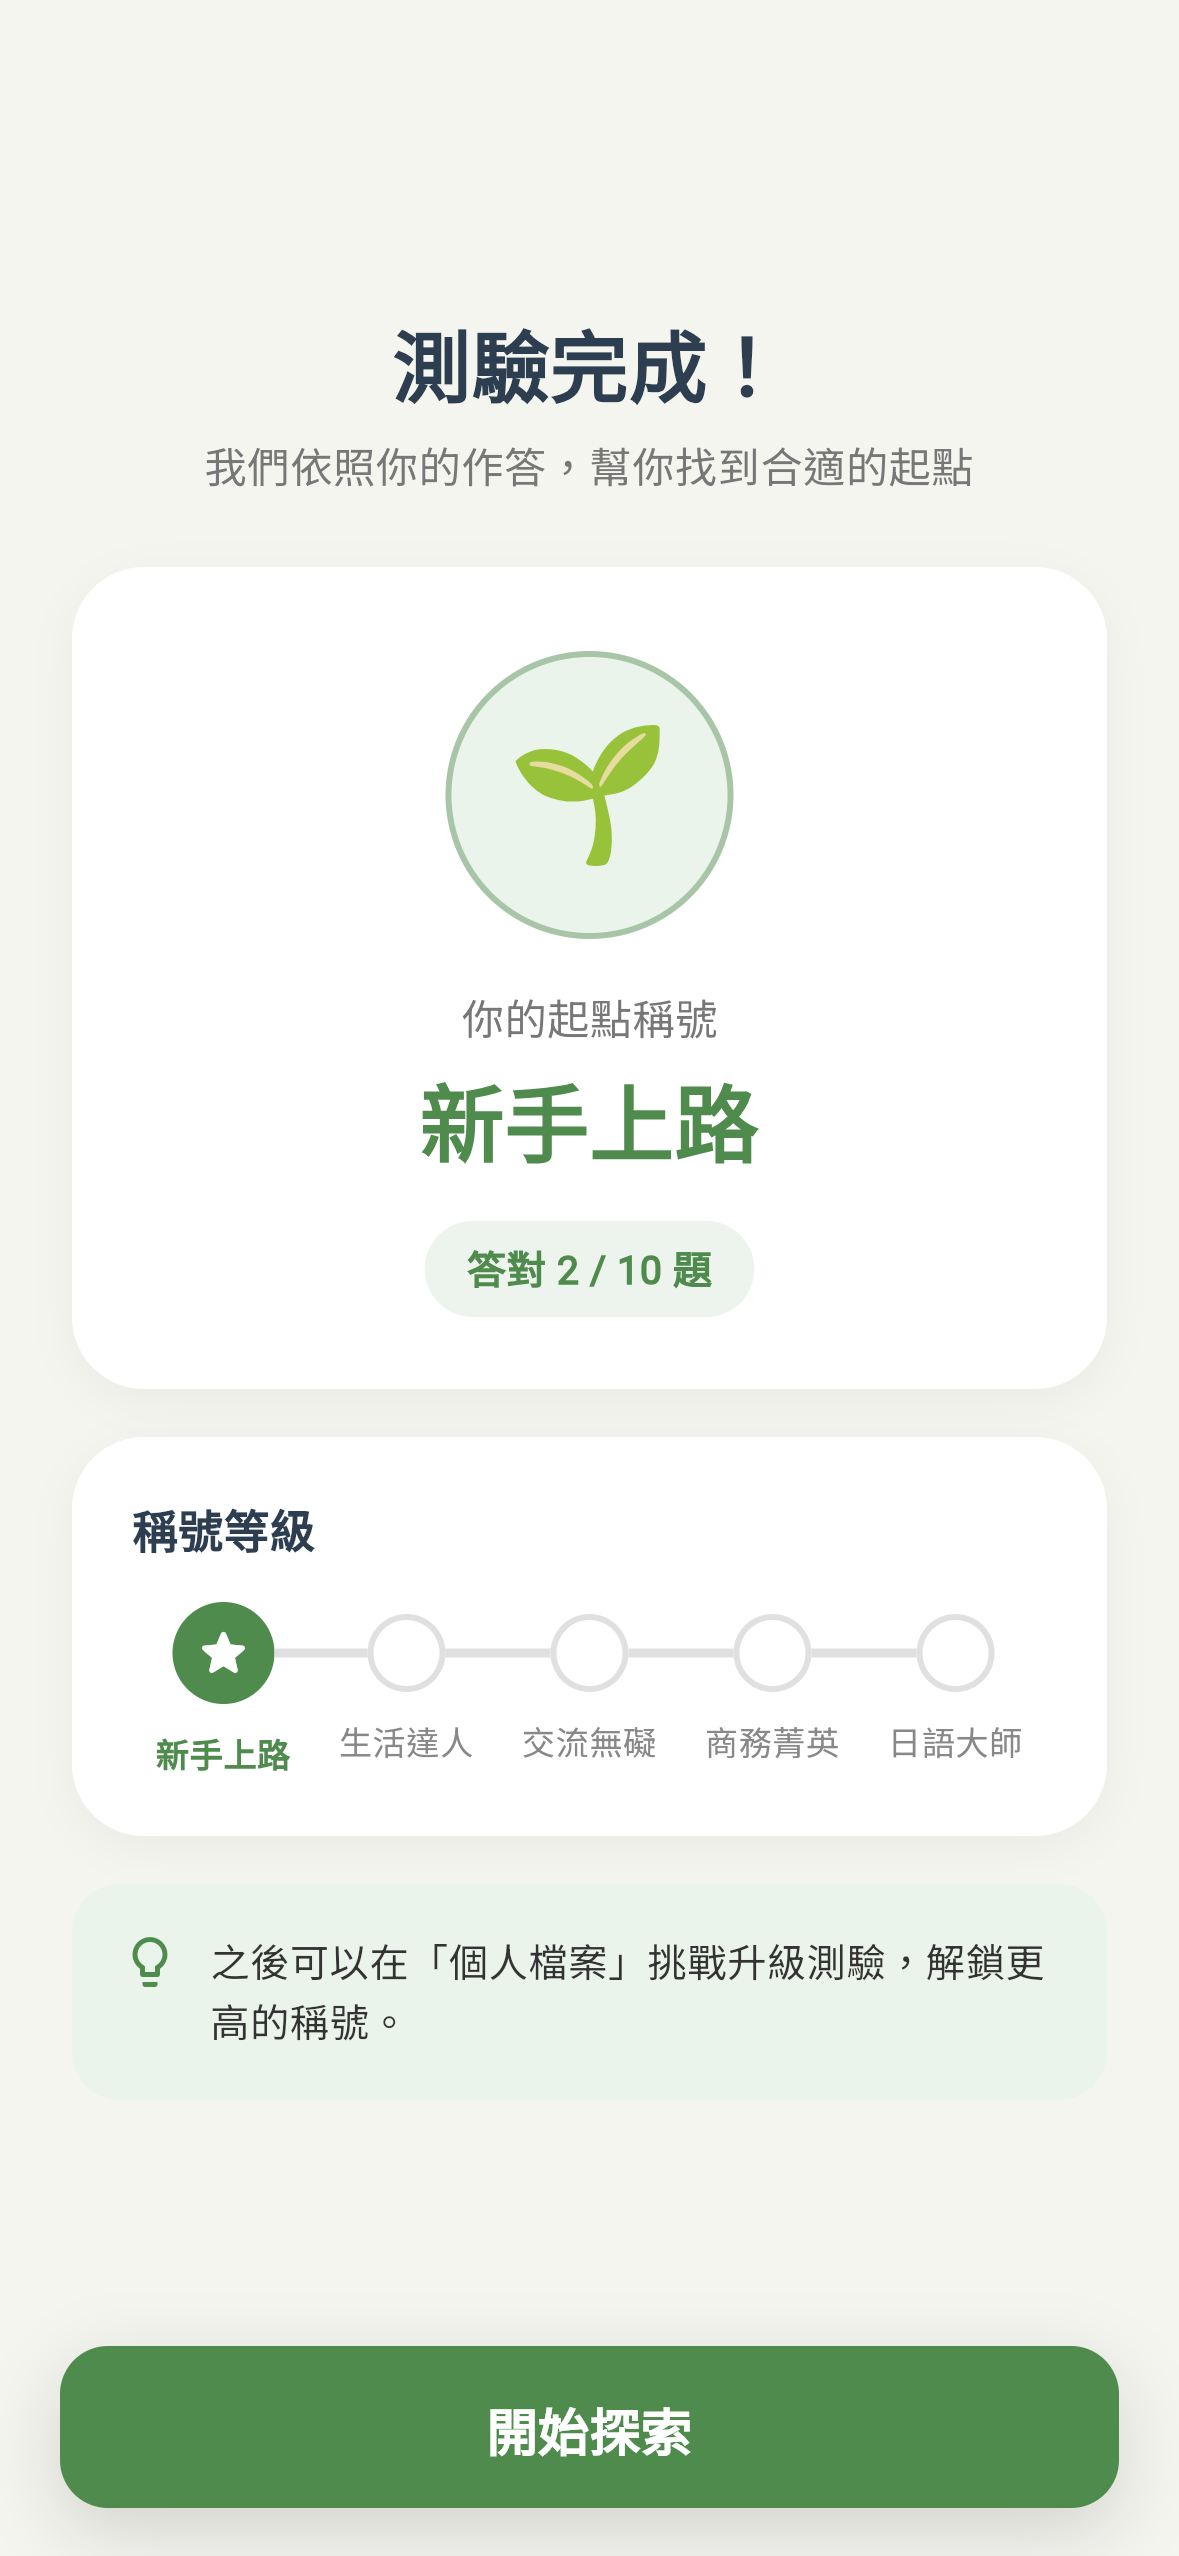 測驗完成！
我們依照你的作答，幫你找到合適的起點
你的起點稱號
新手上路
答對 2 / 10 題
稱號等級
新手上路
生活達人
交流無礙
商務菁英
日語大師
之後可以在「個人檔案」挑戰升級測驗，解鎖更
高的稱號。
開始探索